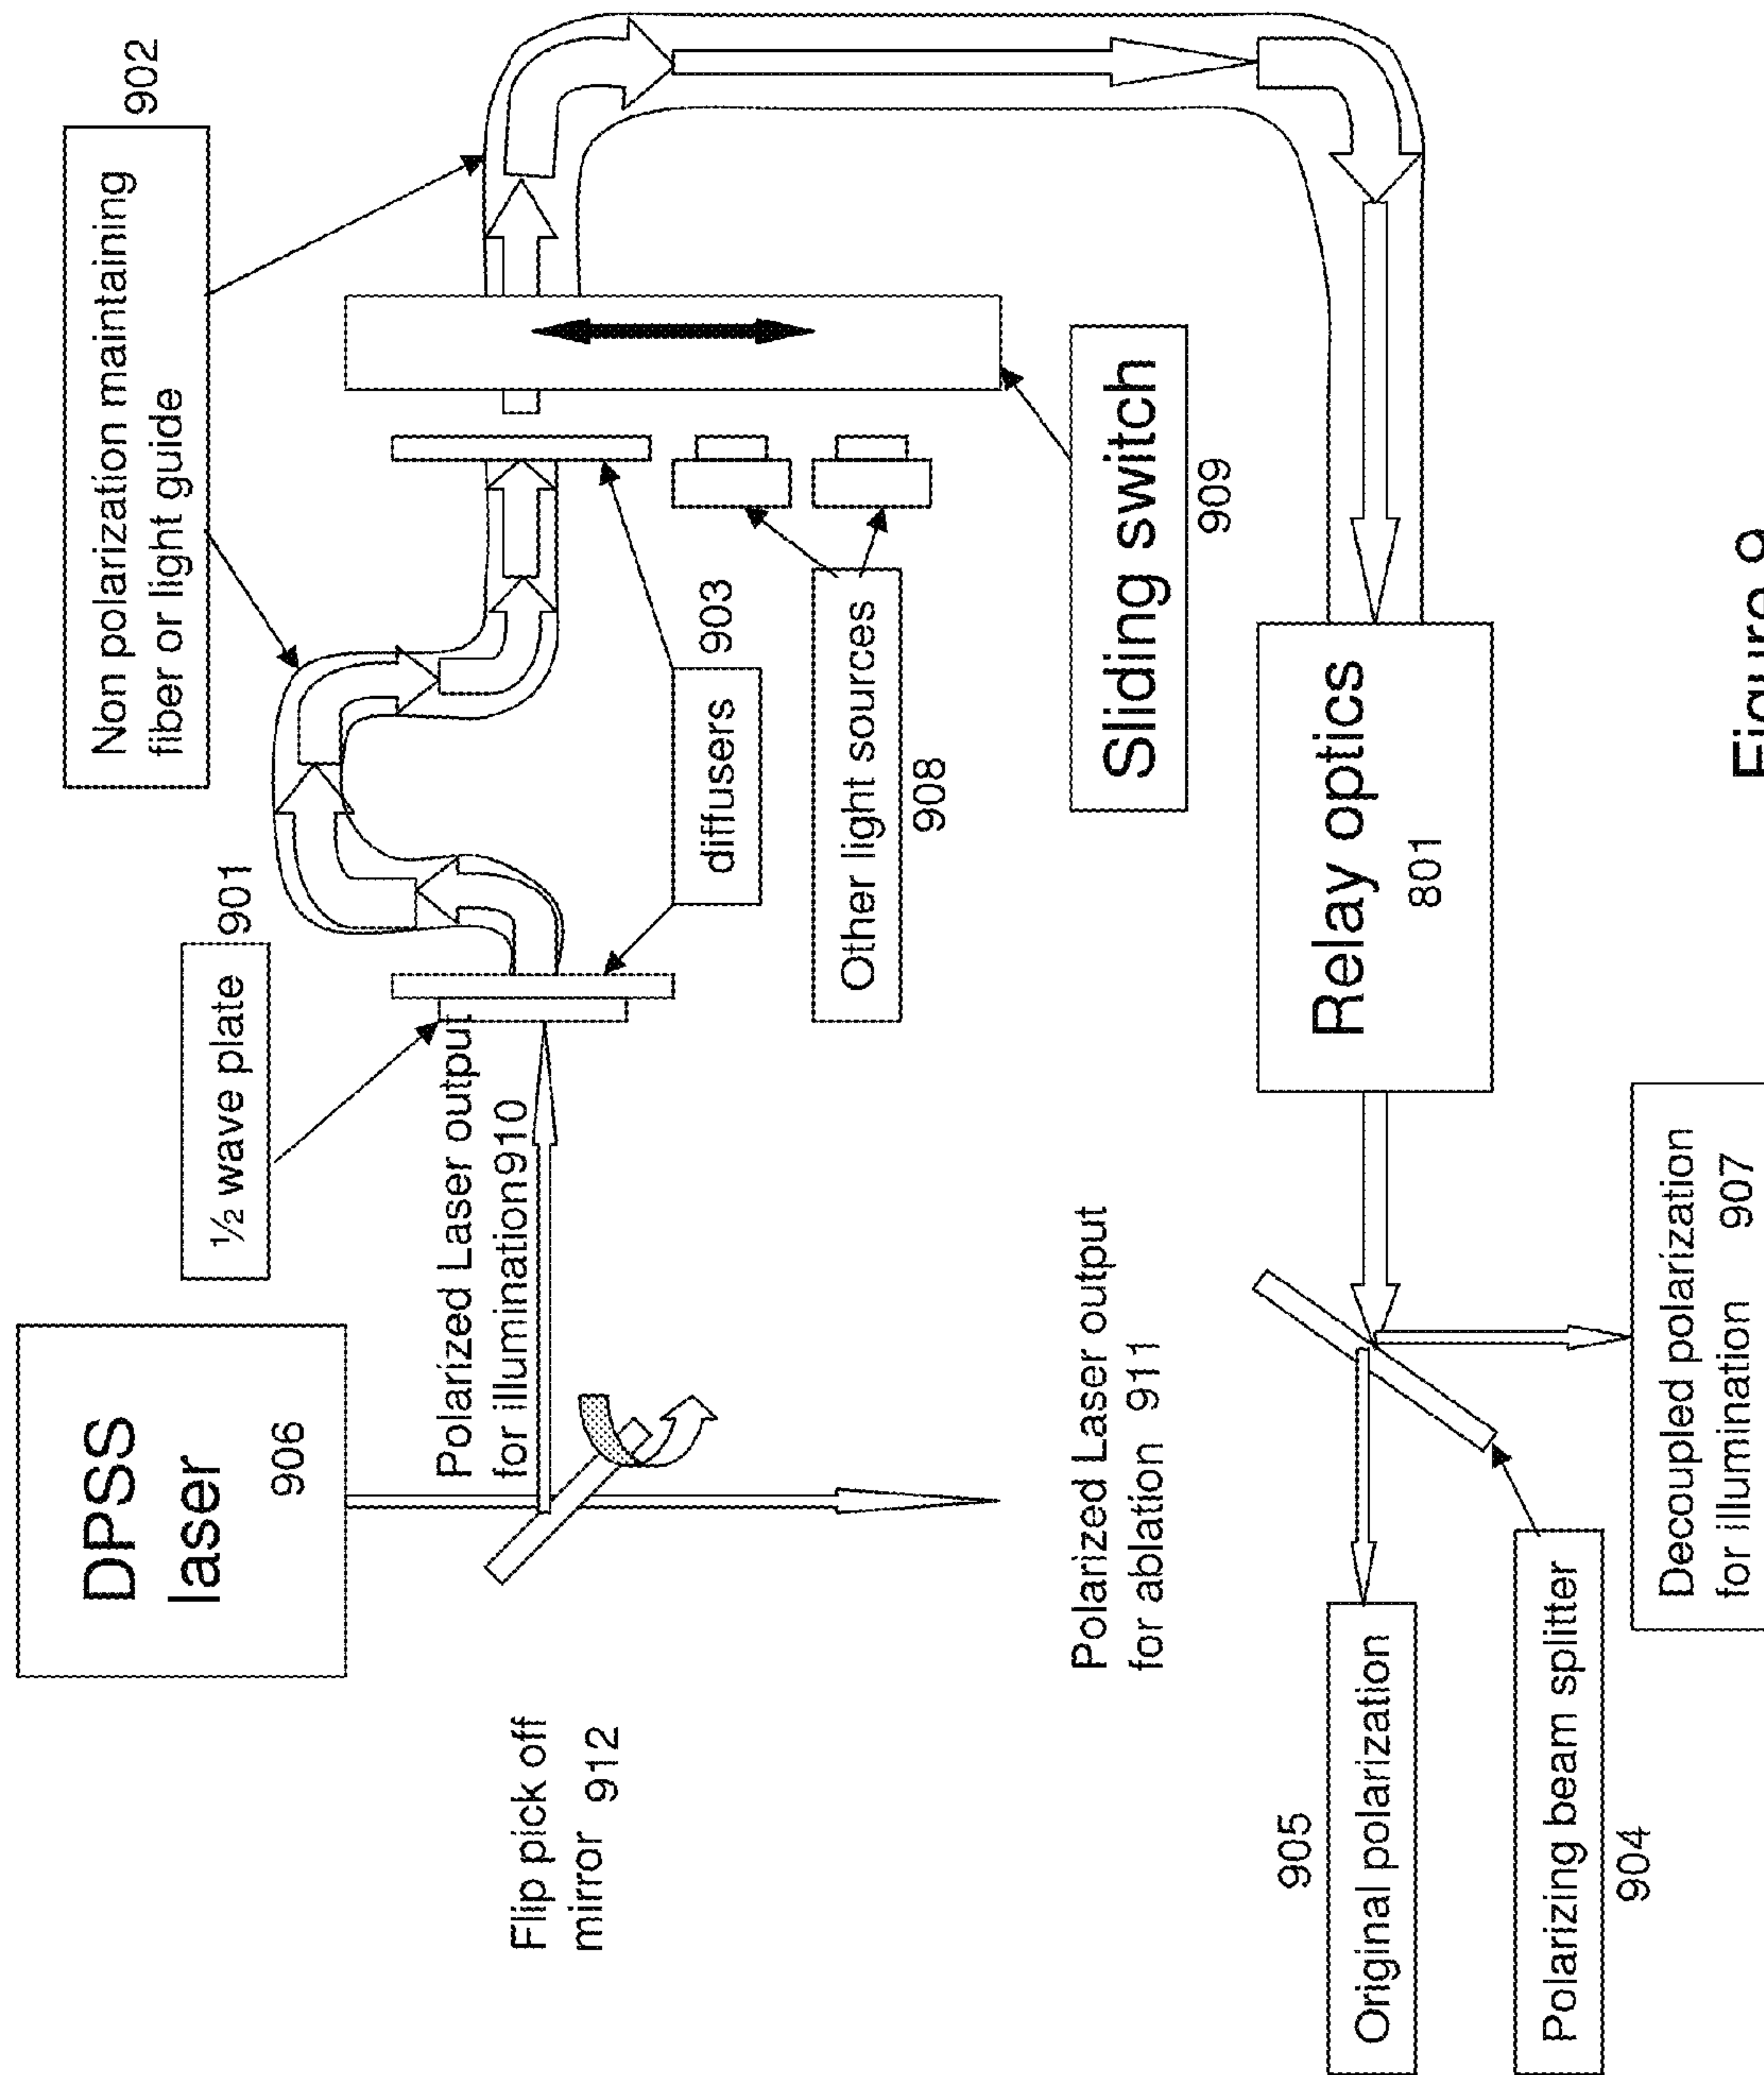 DPSS
laser
906
½ wave plate 901
Non polarization maintaining
fiber or light guide
902
Polarized Laser output
for illumination910
Flip pick off
mirror 912
diffusers 903
Other light sources
908
Sliding switch
909
Polarized Laser output
for ablation 911
Relay optics
801
905
Original polarization
Polarizing beam splitter
904
Decoupled polarization
for illumination 907
Figure 9